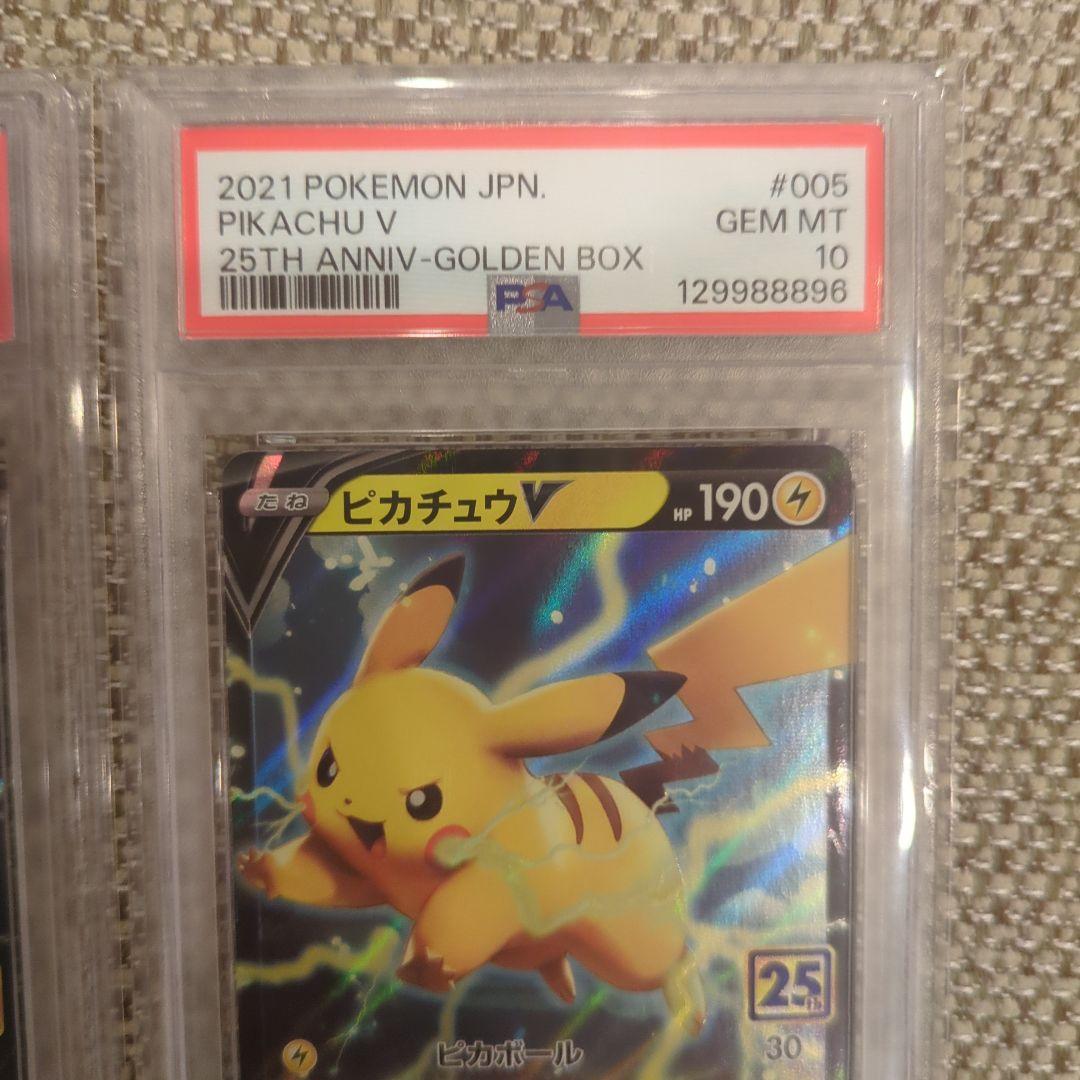 2021 POKEMON JPN. #005
PIKACHU V GEM MT
25TH ANNIV-GOLDEN BOX 10
PSA 129988896
たね ピカチュウV HP 190
25th
ピカボール 30